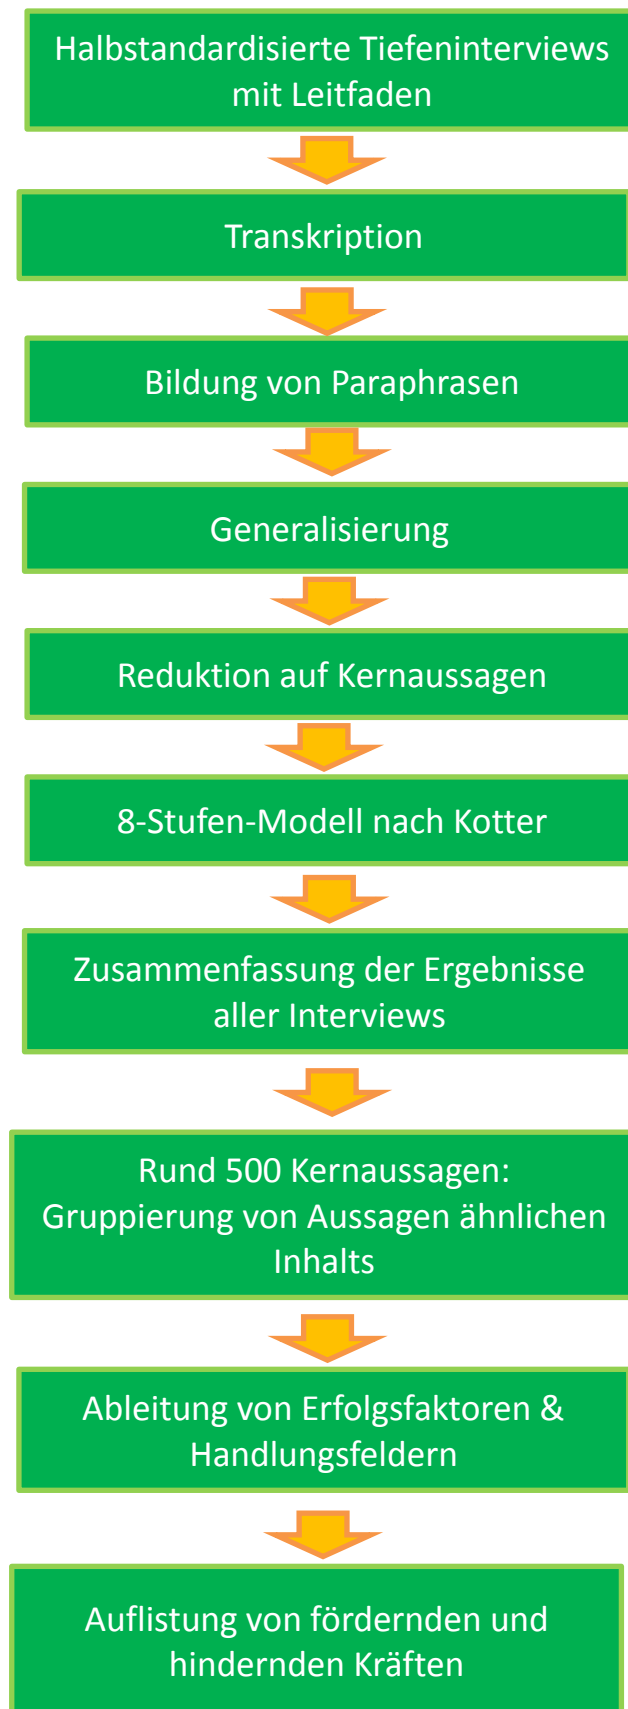 Halbstandardisierte Tiefeninterviews
mit Leitfaden
Transkription
Bildung von Paraphrasen
Generalisierung
Reduktion auf Kernaussagen
8-Stufen-Modell nach Kotter
Zusammenfassung der Ergebnisse
aller Interviews
Rund 500 Kernaussagen:
Gruppierung von Aussagen ähnlichen
Inhalts
Ableitung von Erfolgsfaktoren &
Handlungsfeldern
Auflistung von fördernden und
hindernden Kräften